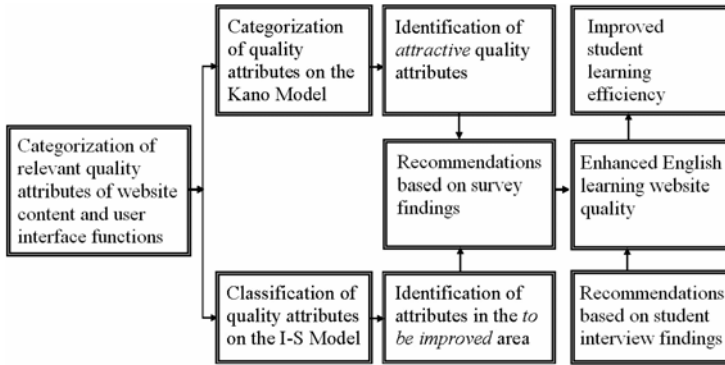 Categorization
of quality
attributes on the
Kano Model
Identification of
attractive quality
attributes
Improved
student
learning
efficiency
Categorization of
relevant quality
attributes of website
content and user
interface functions
Recommendations
based on survey
findings
Enhanced English
learning website
quality
Classification of
quality attributes
on the I-S Model
Identification of
attributes in the to
be improved area
Recommendations
based on student
interview findings